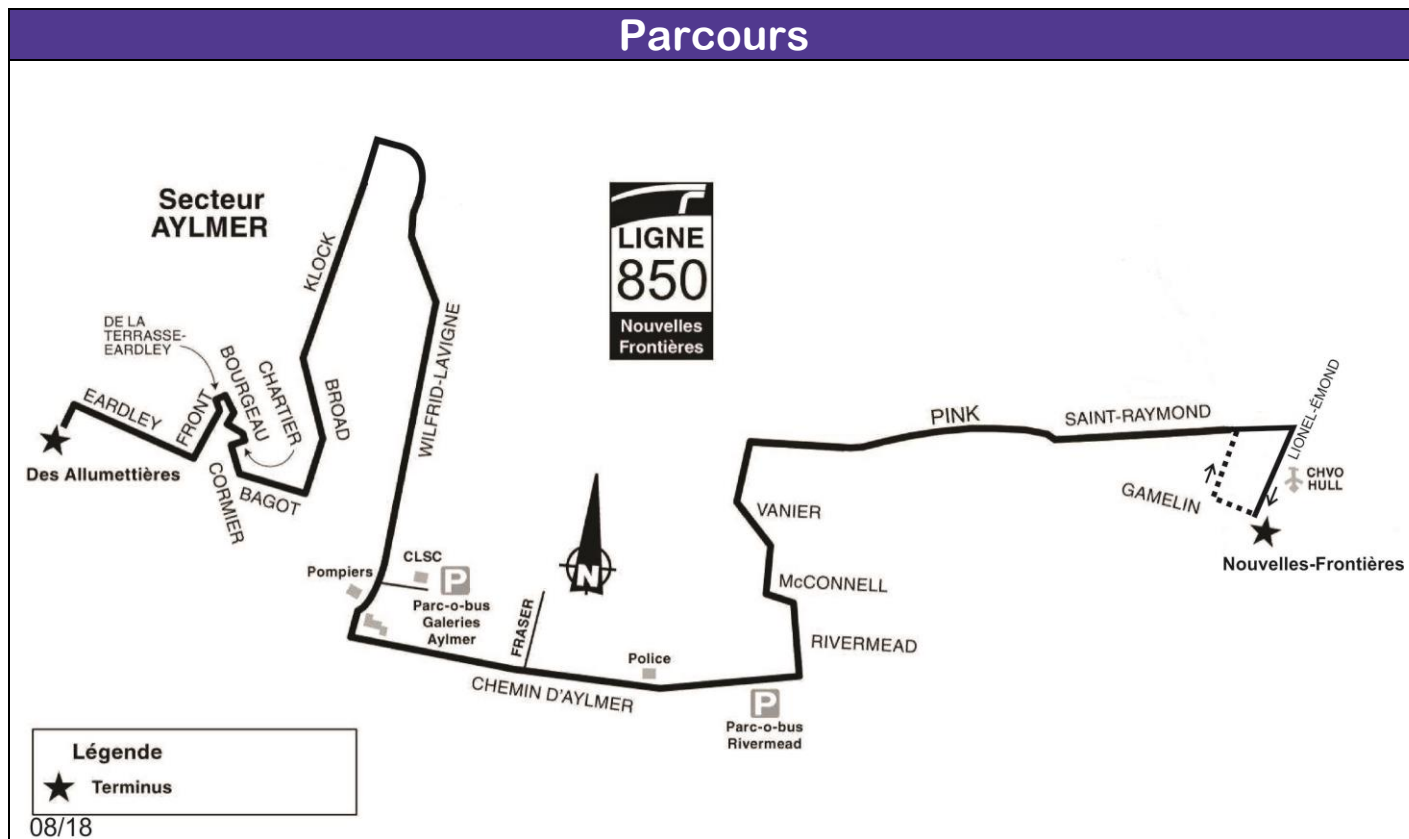 Parcours
Secteur
AYLMER
LIGNE
850
Nouvelles
Frontières
KLOCK
DE LA
TERRASSE-
EARDLEY
BOURGEAU
CHARTIER
BROAD
WILFRID-LAVIGNE
EARDLEY
FRONT
Des Allumettières
CORMIER
BAGOT
PINK
SAINT-RAYMOND
LIONEL-ÉMOND
CHVO
HULL
GAMELIN
VANIER
Nouvelles-Frontières
Pompiers
CLSC
P
Parc-o-bus
Galeries
Aylmer
N
McCONNELL
FRASER
RIVERMEAD
Police
CHEMIN D'AYLMER
P
Parc-o-bus
Rivermead
Légende
Terminus
08/18